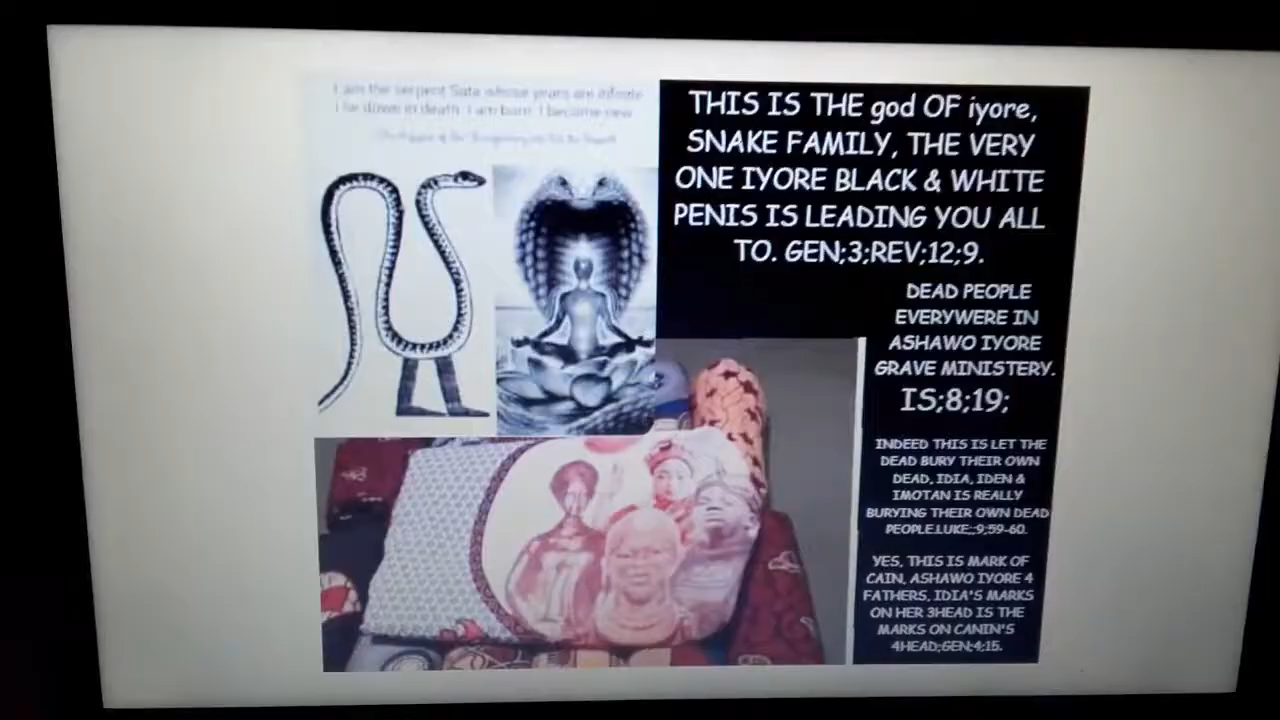 I am the serpent Sata whose years are infinite
I lie down in death. I am born. I become new
THIS IS THE god OF iyore,
SNAKE FAMILY, THE VERY
ONE IYORE BLACK & WHITE
PENIS IS LEADING YOU ALL
TO. GEN;3;REV;12;9.
DEAD PEOPLE
EVERYWERE IN
ASHAWO IYORE
GRAVE MINISTERY.
IS;8;19;
INDEED THIS IS LET THE
DEAD BURY THEIR OWN
DEAD, IDIA, IDEN &
IMOTAN IS REALLY
BURYING THEIR OWN DEAD
PEOPLE.LUKE;;9;59-60.
YES, THIS IS MARK OF
CAIN, ASHAWO IYORE 4
FATHERS, IDIA'S MARKS
ON HER 3HEAD IS THE
MARKS ON CANIN'S
4HEAD;GEN;4;15.